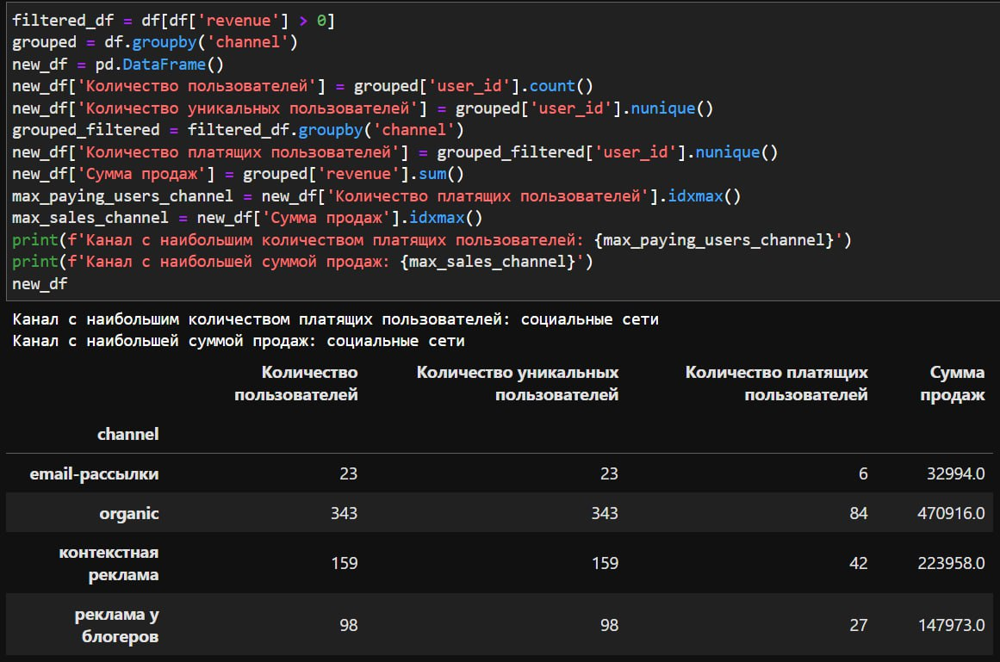 filtered_df = df[df['revenue'] > 0]
grouped = df.groupby('channel')
new_df = pd.DataFrame()
new_df['Количество пользователей'] = grouped['user_id'].count()
new_df['Количество уникальных пользователей'] = grouped['user_id'].nunique()
grouped_filtered = filtered_df.groupby('channel')
new_df['Количество платящих пользователей'] = grouped_filtered['user_id'].nunique()
new_df['Сумма продаж'] = grouped['revenue'].sum()
max_paying_users_channel = new_df['Количество платящих пользователей'].idxmax()
max_sales_channel = new_df['Сумма продаж'].idxmax()
print(f'Канал с наибольшим количеством платящих пользователей: {max_paying_users_channel}')
print(f'Канал с наибольшей суммой продаж: {max_sales_channel}')
new_df
Канал с наибольшим количеством платящих пользователей: социальные сети
Канал с наибольшей суммой продаж: социальные сети
Количество Количество уникальных Количество платящих Сумма
пользователей пользователей пользователей продаж
channel
email-рассылки 23 23 6 32994.0
organic 343 343 84 470916.0
контекстная
реклама 159 159 42 223958.0
реклама у
блогеров 98 98 27 147973.0